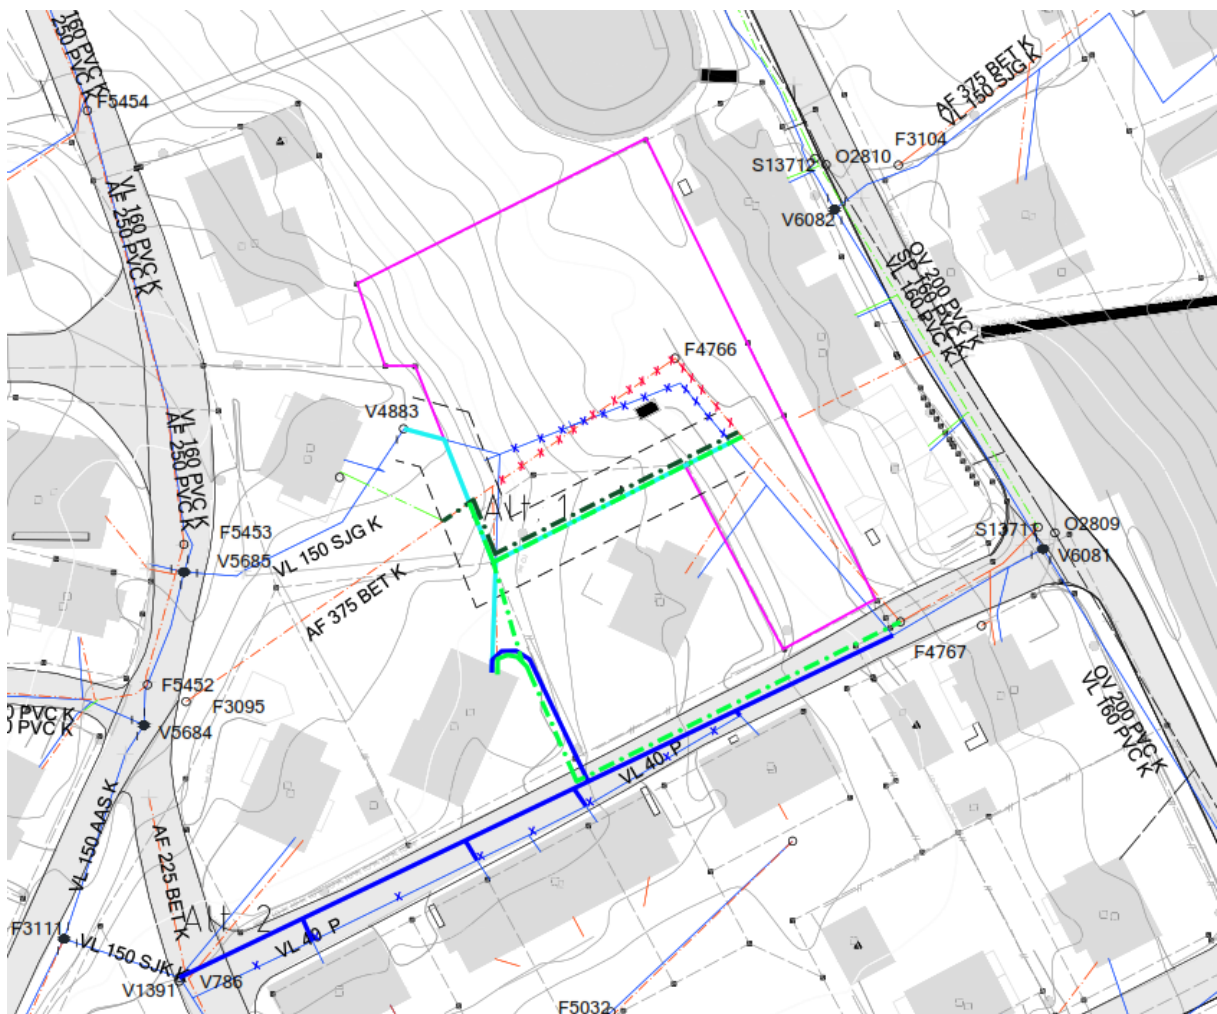 160 PVC K
250 PVC K
F5454
AF 375 BET K
VL 150 SJG K
F3104
S13712
O2810
V6082
VL 160 PVC K
AF 250 PVC K
OV 200 PVC K
SP 160 PVC K
VL 160 PVC K
F4766
V4883
VL 160 PVC K
AF 250 PVC K
Alt 1
F5453
V5685
VL 150 SJG K
S13711
O2809
V6081
AF 375 BET K
F4767
F5452
F3095
PVC K
PVC K
V5684
OV 200 PVC K
VL 160 PVC K
VL 40 P
VL 150 AAS K
AF 225 BET K
Alt 2
F3111
VL 40 P
VL 150 SJK K
V1391
V786
F5032